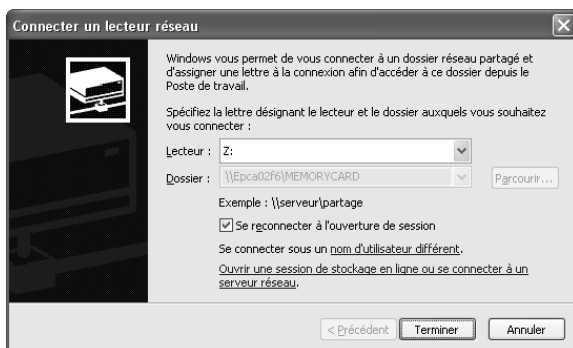 Connecter un lecteur réseau
Windows vous permet de vous connecter à un dossier réseau partagé et
d'assigner une lettre à la connexion afin d'accéder à ce dossier depuis le
Poste de travail.
Spécifiez la lettre désignant le lecteur et le dossier auxquels vous souhaitez
vous connecter :
Lecteur : Z:
Dossier : \\Epca02f6\MEMORYCARD Parcourir...
Exemple : \\serveur\partage
Se reconnecter à l'ouverture de session
Se connecter sous un nom d'utilisateur différent.
Ouvrir une session de stockage en ligne ou se connecter à un
serveur réseau.
< Précédent Terminer Annuler